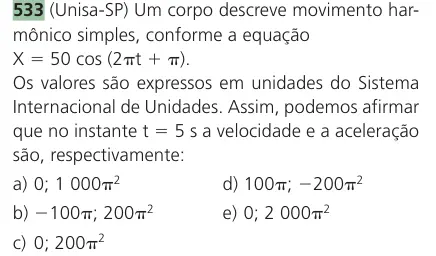 533 (Unisa-SP) Um corpo descreve movimento har-
mônico simples, conforme a equação
X = 50 cos (2πt + π).
Os valores são expressos em unidades do Sistema
Internacional de Unidades. Assim, podemos afirmar
que no instante t = 5 s a velocidade e a aceleração
são, respectivamente:
a) 0; 1 000π² d) 100π; −200π²
b) −100π; 200π² e) 0; 2 000π²
c) 0; 200π²